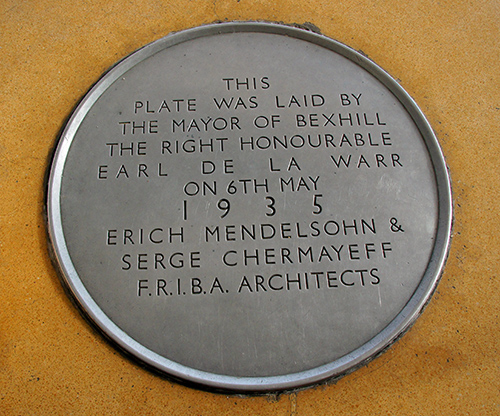 THIS
PLATE WAS LAID BY
THE MAYOR OF BEXHILL
THE RIGHT HONOURABLE
EARL DE LA WARR
ON 6TH MAY
1935
ERICH MENDELSOHN &
SERGE CHERMAYEFF
F.R.I.B.A. ARCHITECTS